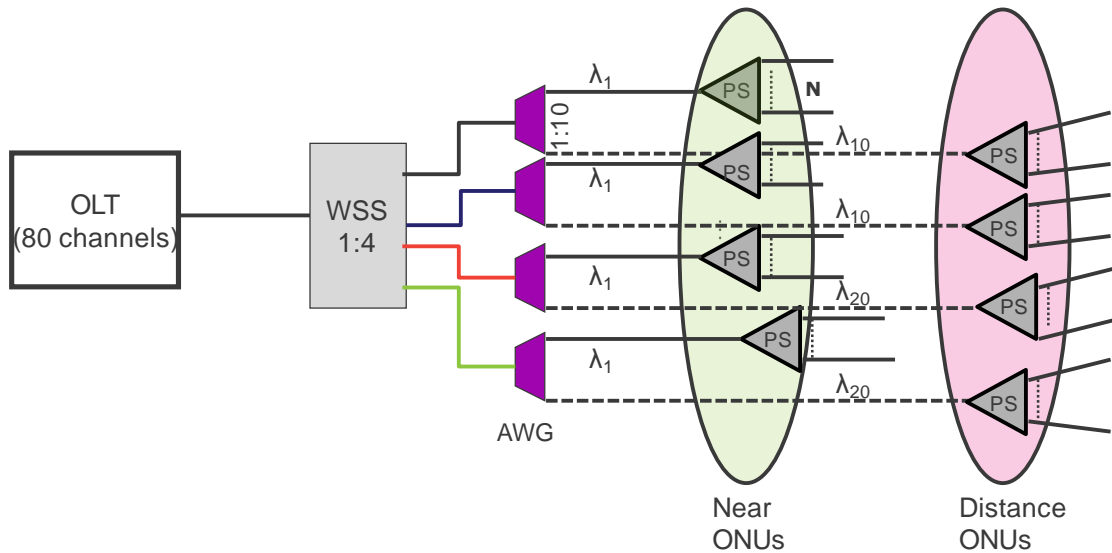 OLT
(80 channels)
WSS
1:4
AWG
1:10
λ1
λ1
λ1
λ1
PS
PS
PS
PS
N
λ10
λ10
λ20
λ20
PS
PS
PS
PS
Near
ONUs
Distance
ONUs